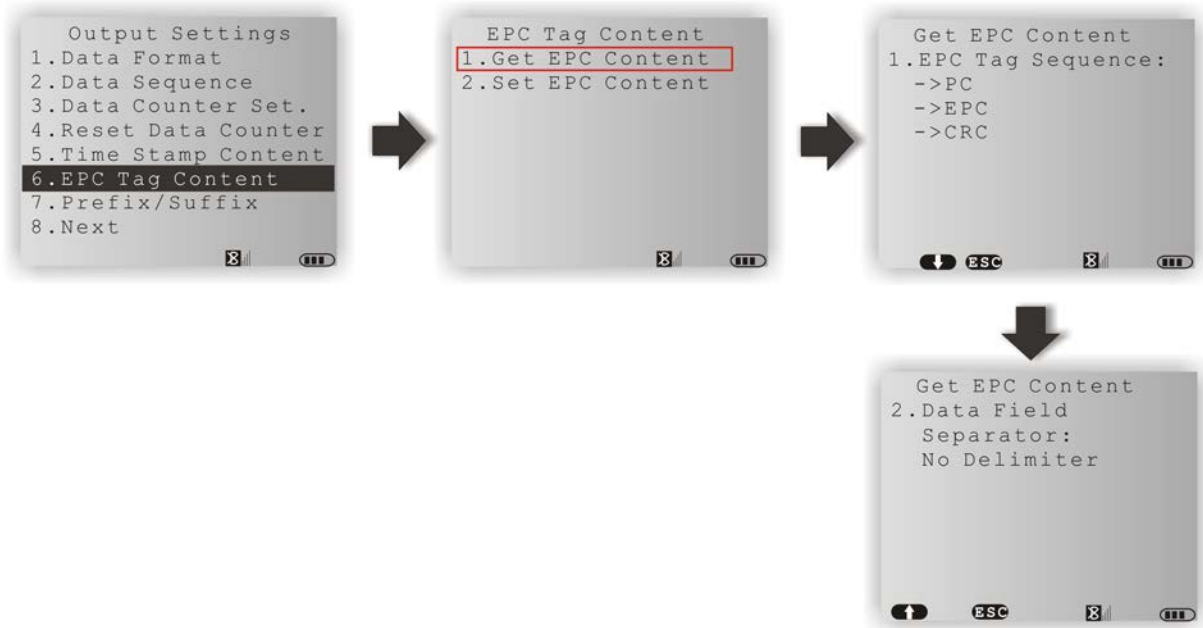 Output Settings
1.Data Format
2.Data Sequence
3.Data Counter Set.
4.Reset Data Counter
5.Time Stamp Content
6.EPC Tag Content
7.Prefix/Suffix
8.Next
EPC Tag Content
1.Get EPC Content
2.Set EPC Content
Get EPC Content
1.EPC Tag Sequence:
->PC
->EPC
->CRC
ESC
Get EPC Content
2.Data Field
Separator:
No Delimiter
ESC